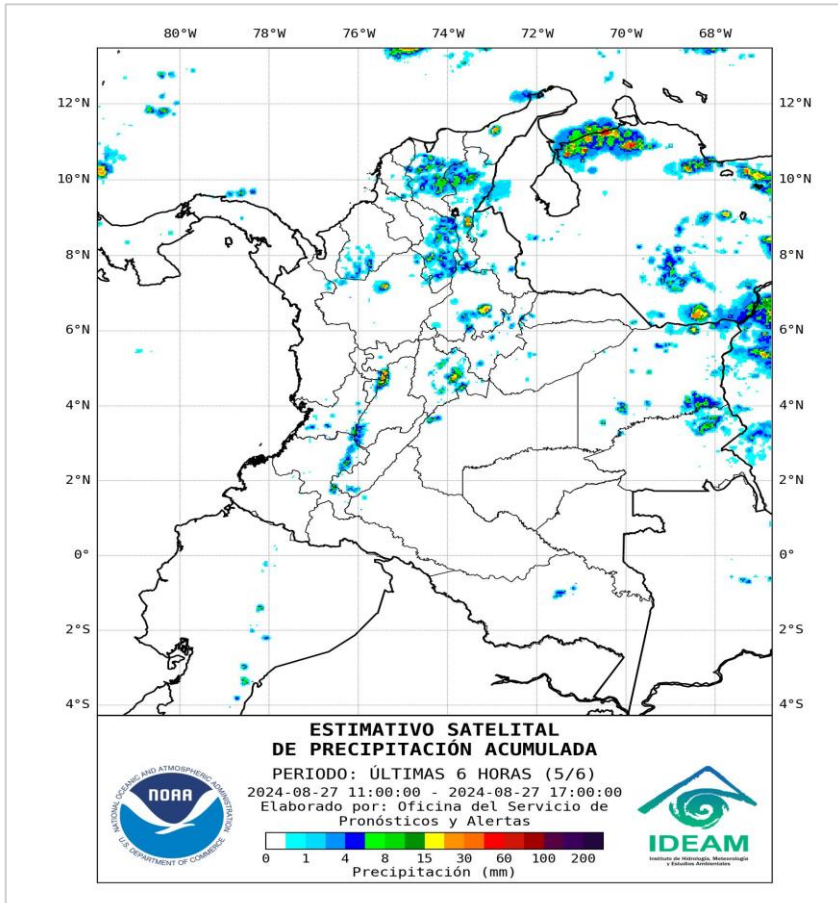 80°W 78°W 76°W 74°W 72°W 70°W 68°W
12°N 12°N
10°N 10°N
8°N 8°N
6°N 6°N
4°N 4°N
2°N 2°N
0° 0°
2°S 2°S
4°S 4°S
ESTIMATIVO SATELITAL
DE PRECIPITACIÓN ACUMULADA
PERIODO: ÚLTIMAS 6 HORAS (5/6)
2024-08-27 11:00:00 - 2024-08-27 17:00:00
Elaborado por: Oficina del Servicio de
Pronósticos y Alertas
0 1 4 8 15 30 60 100 200
Precipitación (mm)
NATIONAL OCEANIC AND ATMOSPHERIC ADMINISTRATION
NOAA
U.S. DEPARTMENT OF COMMERCE
IDEAM
Instituto de Hidrología, Meteorología
y Estudios Ambientales